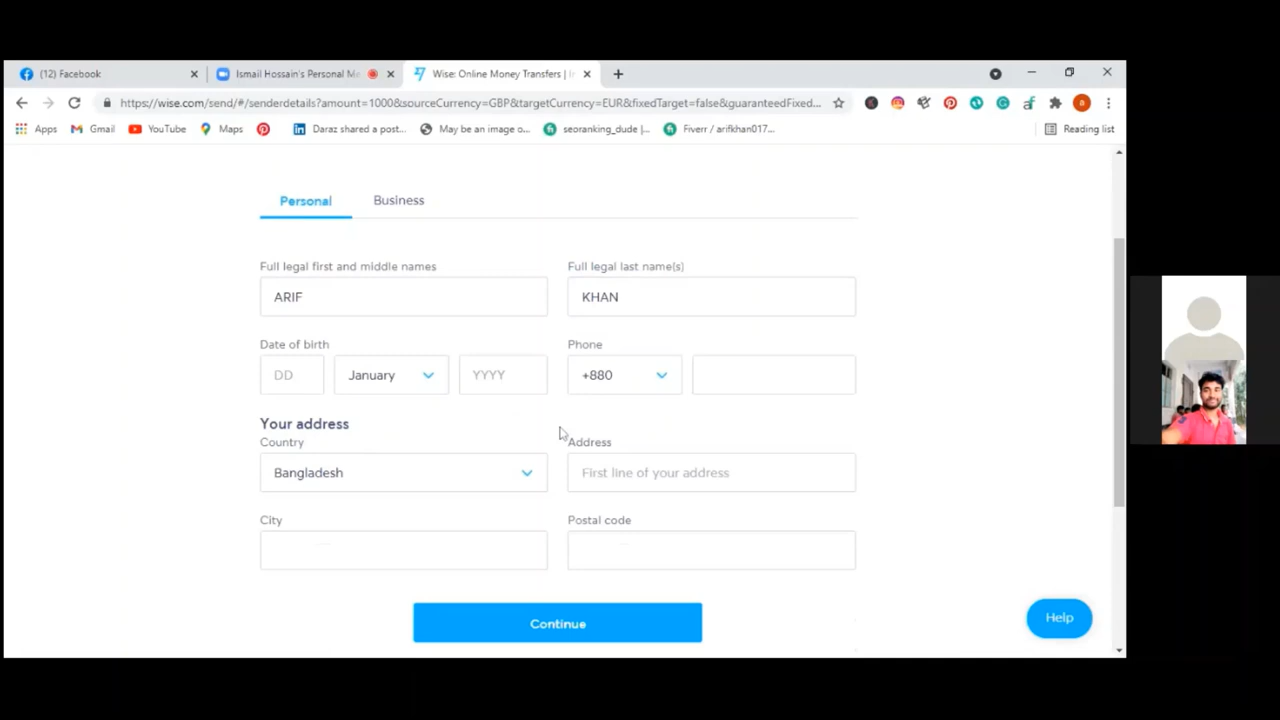 (12) Facebook
Ismail Hossain's Personal Me
Wise: Online Money Transfers | I
https://wise.com/send/#/senderdetails?amount=1000&sourceCurrency=GBP&targetCurrency=EUR&fixedTarget=false&guaranteedFixed...
Apps Gmail YouTube Maps Daraz shared a post... May be an image o... seoranking_dude |... Fiverr / arifkhan017... Reading list
Personal Business
Full legal first and middle names Full legal last name(s)
ARIF KHAN
Date of birth Phone
DD January YYYY +880
Your address
Country Address
Bangladesh First line of your address
City Postal code
Continue
Help